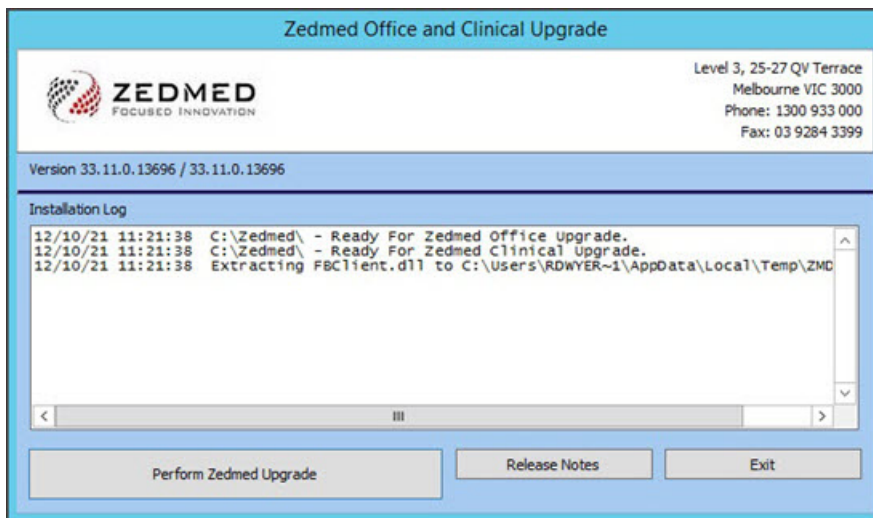 Zedmed Office and Clinical Upgrade
ZEDMED
FOCUSED INNOVATION
Level 3, 25-27 QV Terrace
Melbourne VIC 3000
Phone: 1300 933 000
Fax: 03 9284 3399
Version 33.11.0.13696 / 33.11.0.13696
Installation Log
12/10/21 11:21:38 C:\Zedmed\ - Ready For Zedmed Office Upgrade.
12/10/21 11:21:38 C:\Zedmed\ - Ready For Zedmed Clinical Upgrade.
12/10/21 11:21:38 Extracting FBClient.dll to C:\Users\RDWYER~1\AppData\Local\Temp\ZMD
Perform Zedmed Upgrade
Release Notes
Exit